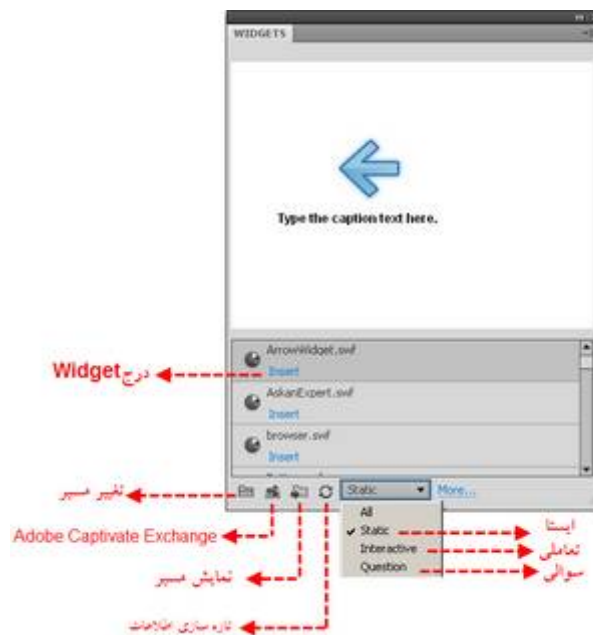 WIDGETS
Type the caption text here.
ArrowWidget.swf
Insert
درج Widget
AskanExpert.swf
Insert
browser.swf
Insert
تغییر مسیر
Static
More...
All
Static
ایستا
Adobe Captivate Exchange
Interactive
تعاملی
Question
سوالی
نمایش مسیر
تازه سازی اطلاعات